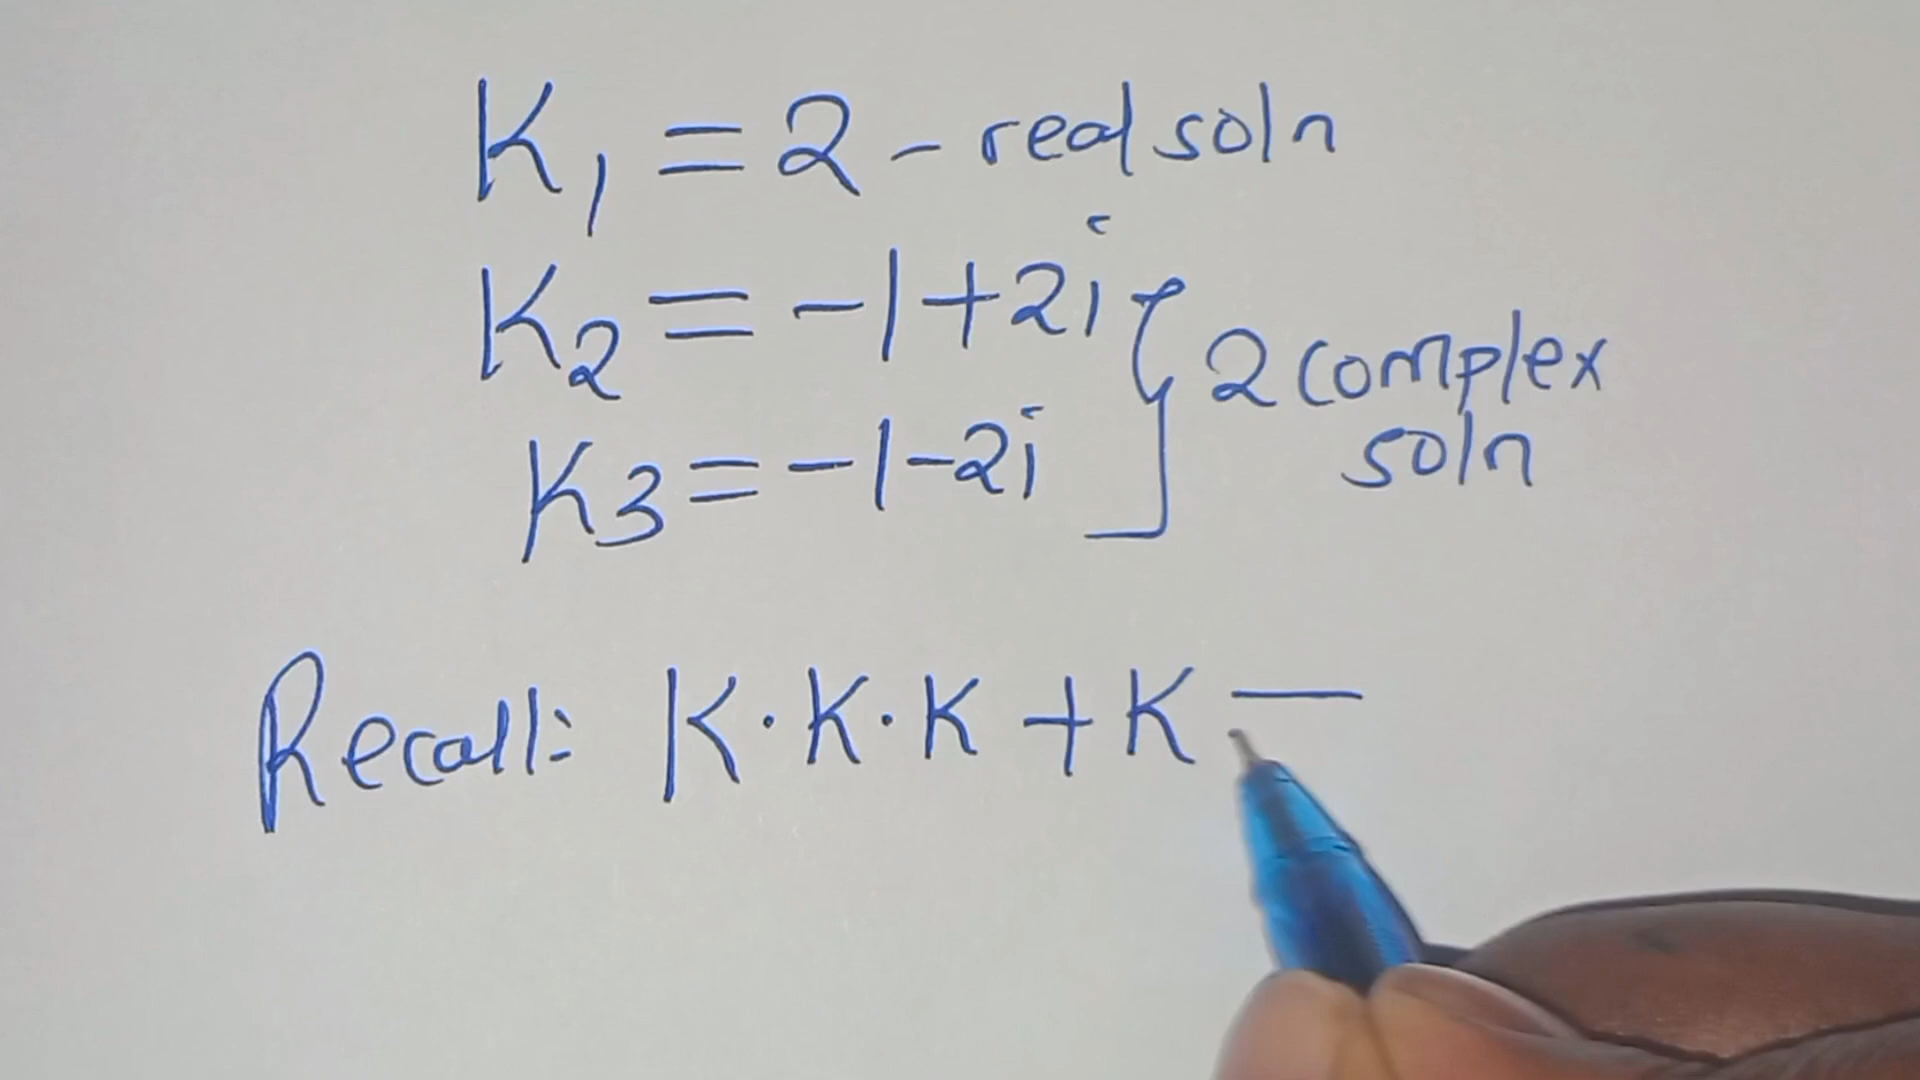 K₁ = 2 - real soln
K₂ = -1+2i
K3 = -1-2i
2 complex
soln
Recall: K·K·K + K —